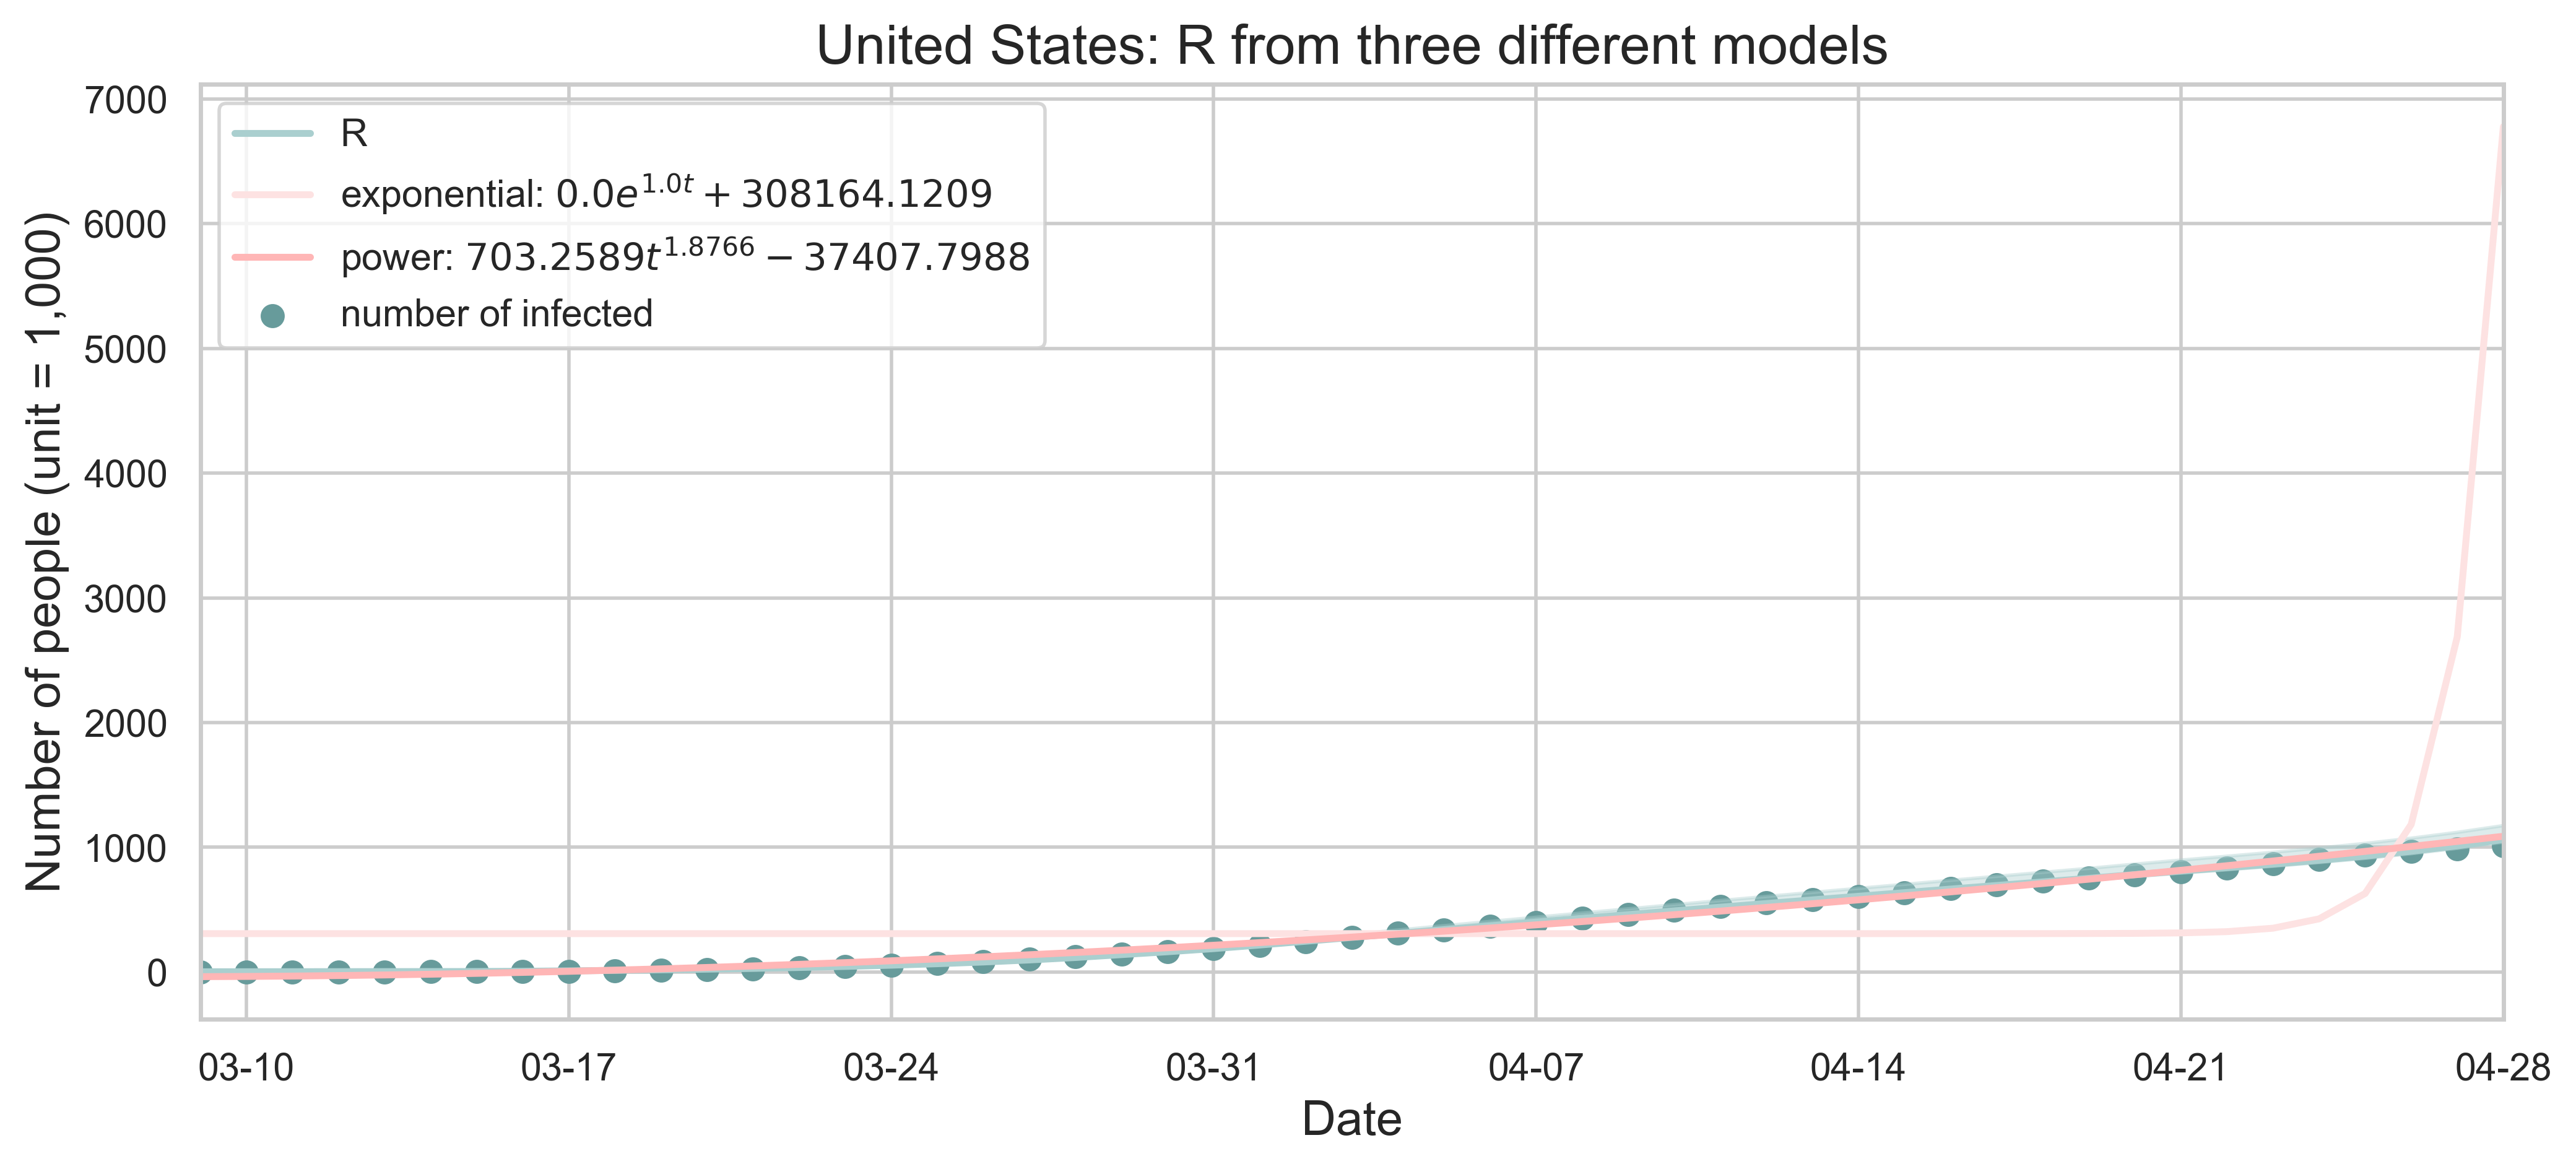 United States: R from three different models
Number of people (unit = 1,000)
7000
6000
5000
4000
3000
2000
1000
0
R
exponential: 0.0e^{1.0t} + 308164.1209
power: 703.2589t^{1.8766} − 37407.7988
number of infected
03-10 03-17 03-24 03-31 04-07 04-14 04-21 04-28
Date